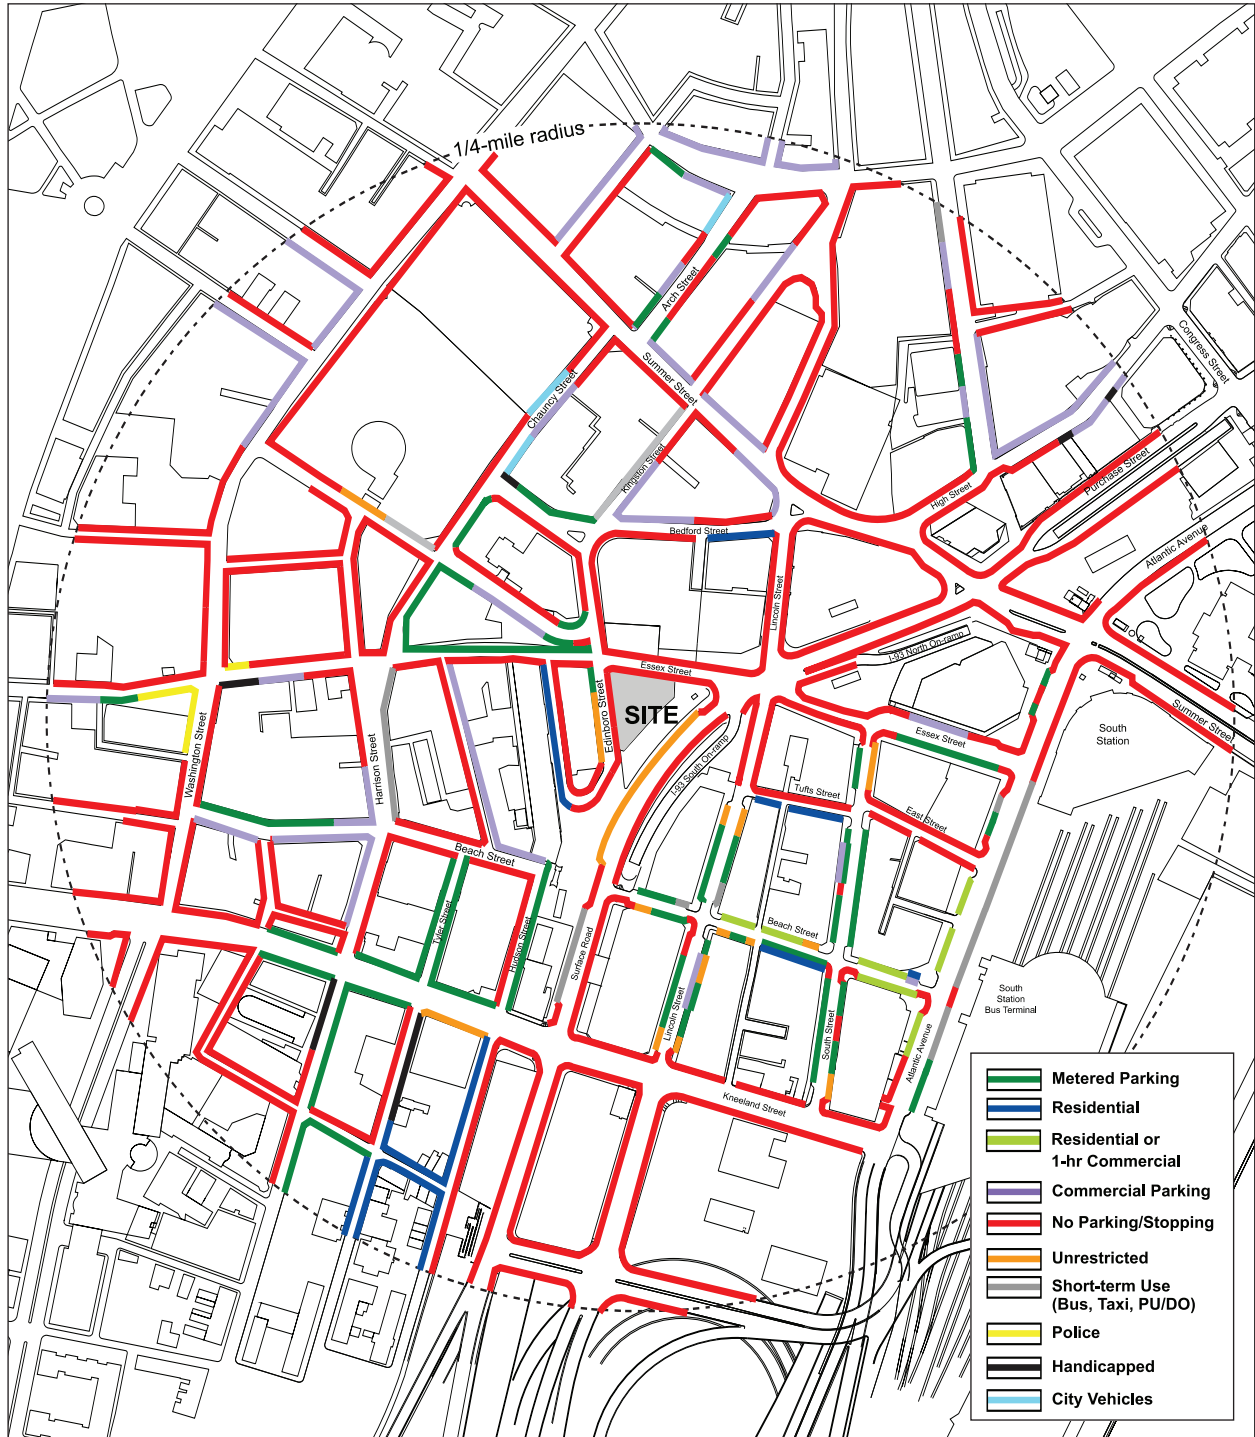 1/4-mile radius
Arch Street
Congress Street
Summer Street
Chauncy Street
Kingston Street
Purchase Street
High Street
Bedford Street
Atlantic Avenue
Lincoln Street
I-93 North On-ramp
Essex Street
Edinboro Street
SITE
Essex Street
South
Station
Summer Street
Washington Street
Harrison Street
I-93 South On-ramp
Tufts Street
East Street
Beach Street
Tyler Street
Hudson Street
Surface Road
Beach Street
Lincoln Street
South Street
South
Station
Bus Terminal
Atlantic Avenue
Kneeland Street
Metered Parking
Residential
Residential or
1-hr Commercial
Commercial Parking
No Parking/Stopping
Unrestricted
Short-term Use
(Bus, Taxi, PU/DO)
Police
Handicapped
City Vehicles